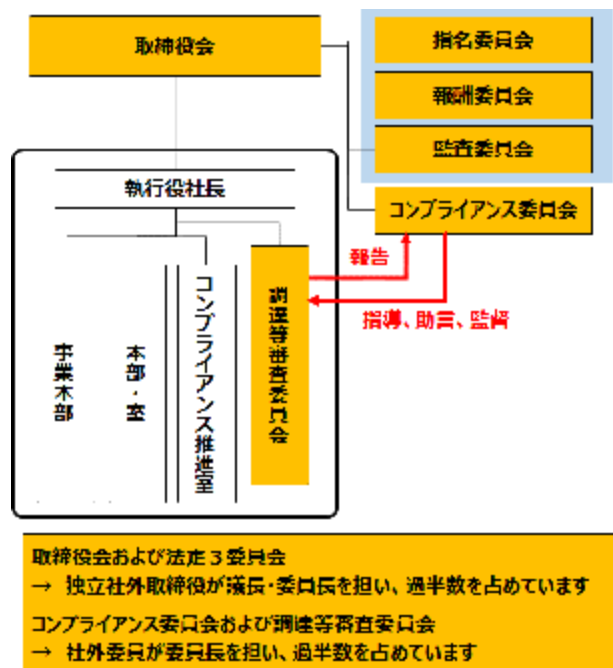 取締役会
指名委員会
報酬委員会
監査委員会
コンプライアンス委員会
執行役社長
報告
指導、助言、監督
事業本部
本部・室
コンプライアンス推進室
調達等審査委員会
取締役会および法定3委員会
→ 独立社外取締役が議長・委員長を担い、過半数を占めています
コンプライアンス委員会および調達等審査委員会
→ 社外委員が委員長を担い、過半数を占めています